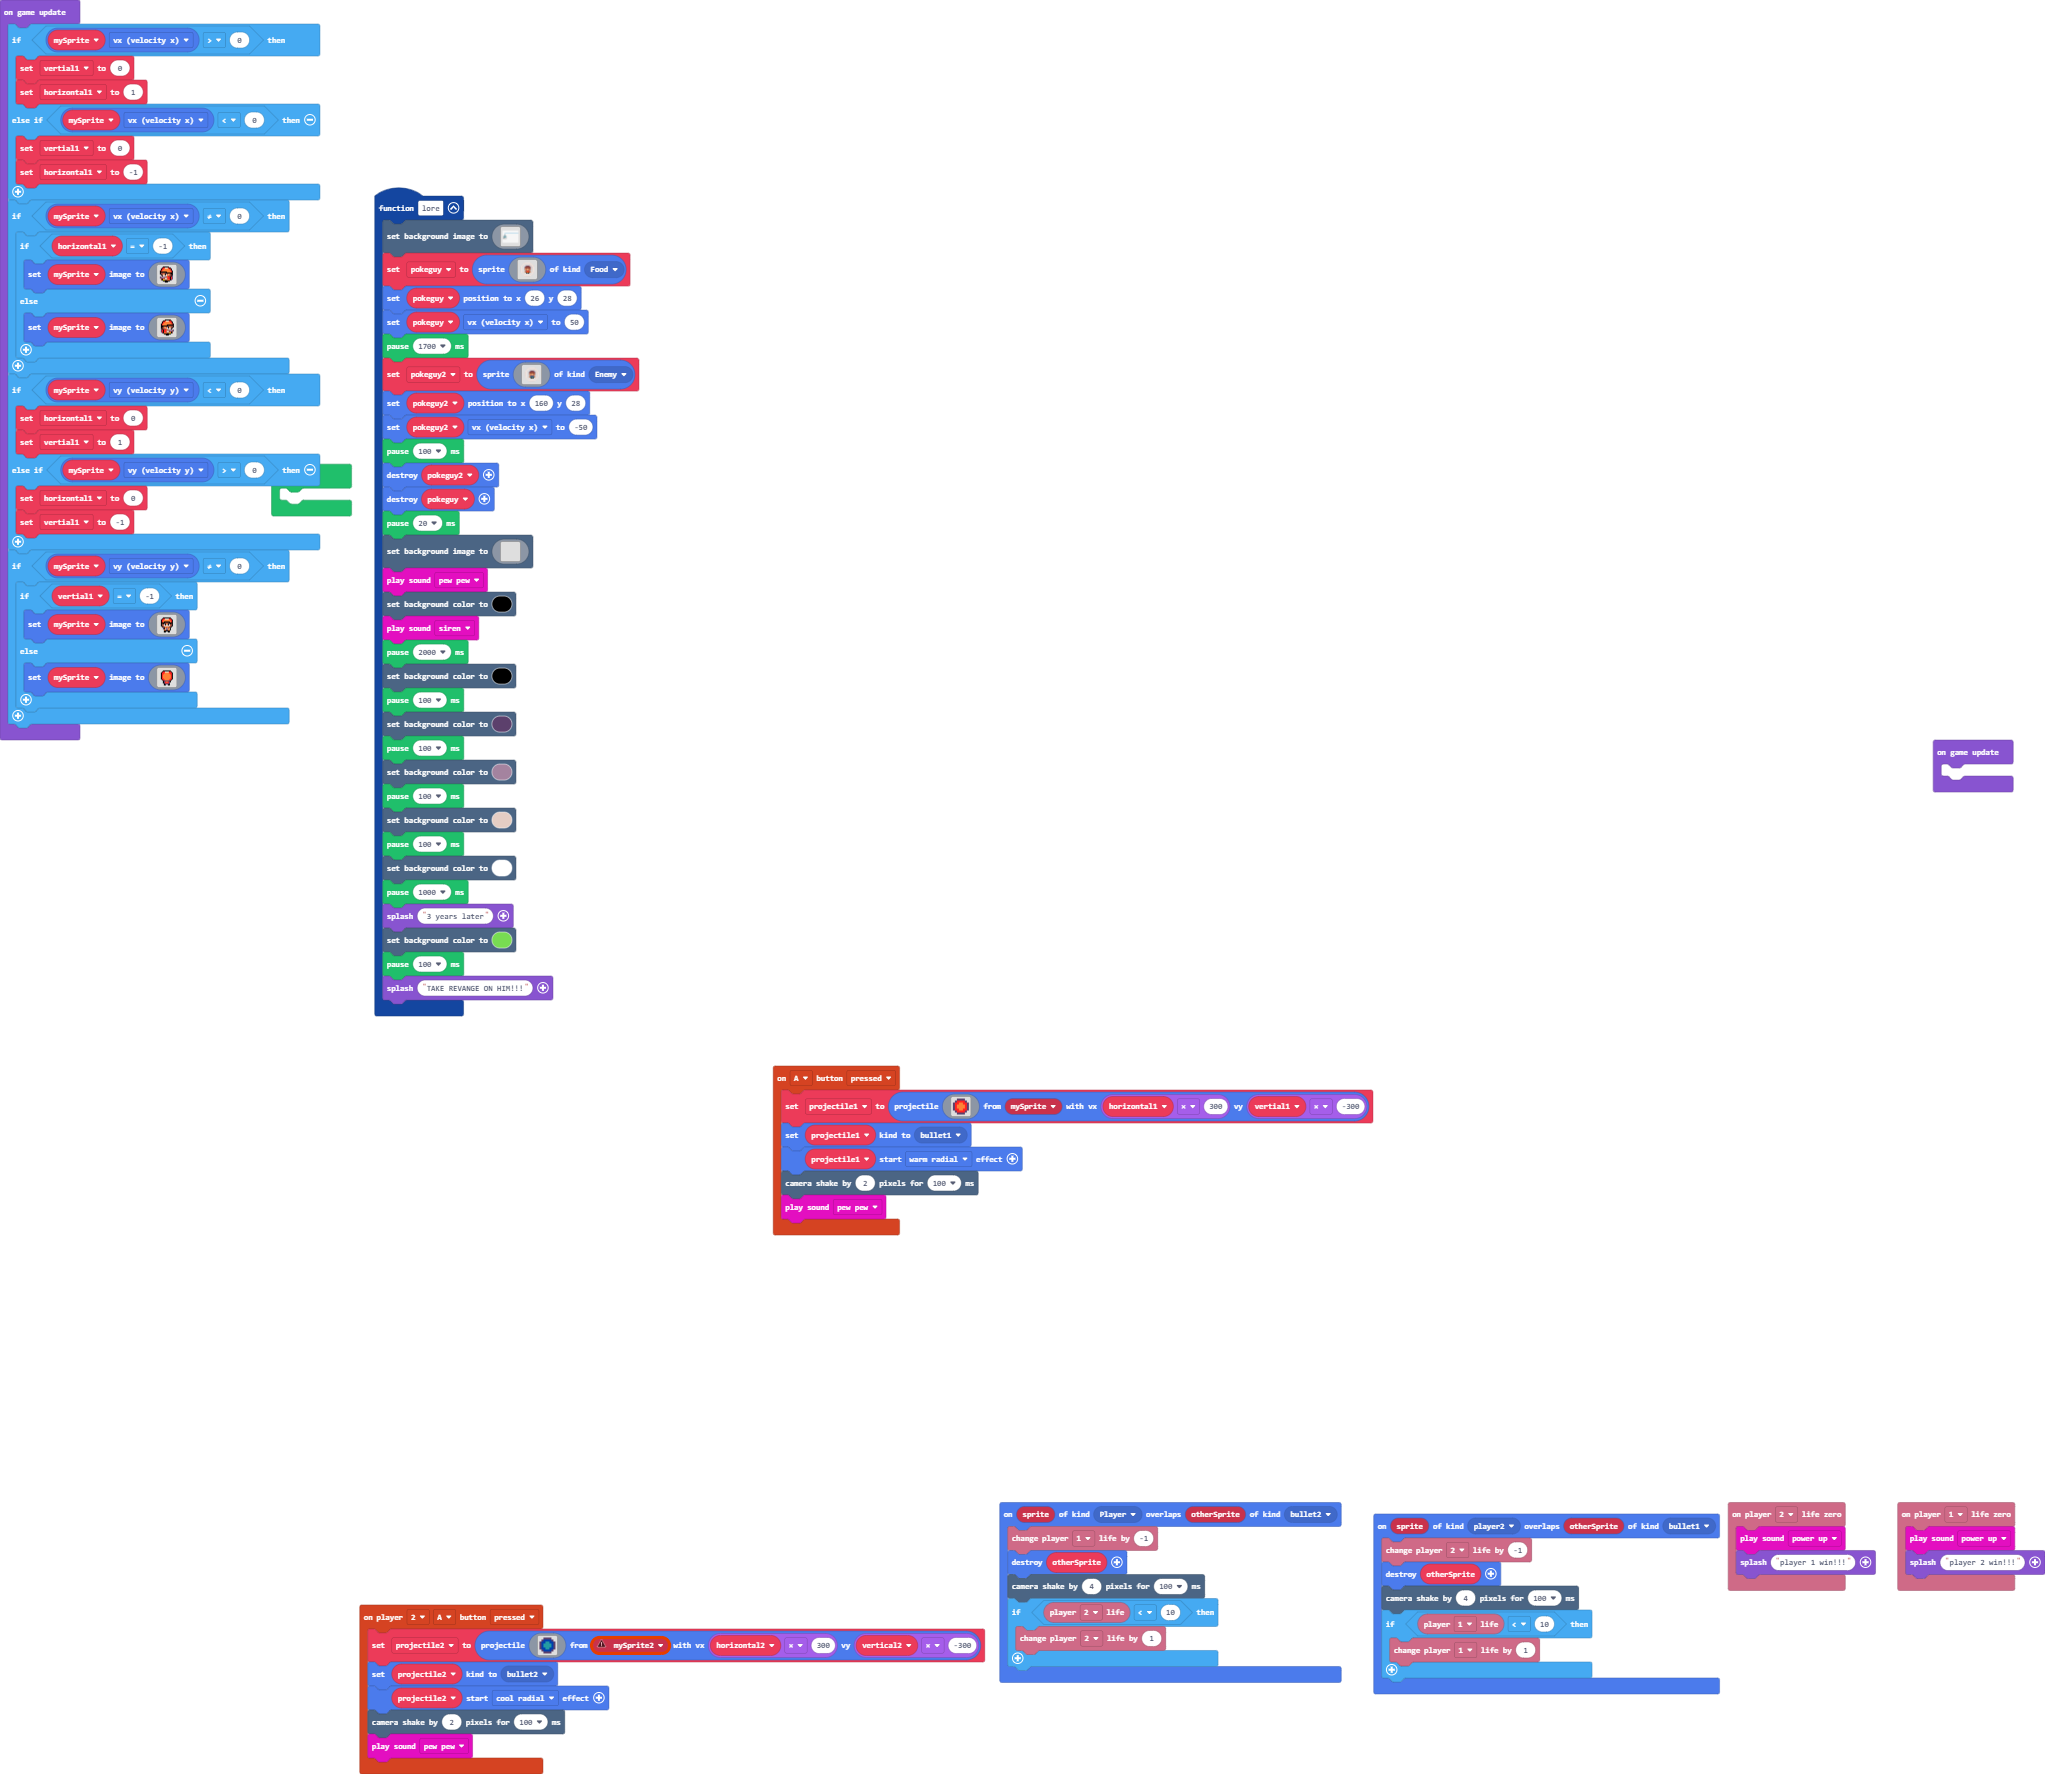 on game update
if mySprite vx (velocity x) > 0 then
set vertial1 to 0
set horizontal1 to 1
else if mySprite vx (velocity x) < 0 then
set vertial1 to 0
set horizontal1 to -1
if mySprite vx (velocity x) ≠ 0 then
if horizontal1 = -1 then
set mySprite image to
else
set mySprite image to
if mySprite vy (velocity y) < 0 then
set horizontal1 to 0
set vertial1 to 1
else if mySprite vy (velocity y) > 0 then
set horizontal1 to 0
set vertial1 to -1
if mySprite vy (velocity y) ≠ 0 then
if vertial1 = -1 then
set mySprite image to
else
set mySprite image to
function lore
set background image to
set pokeguy to sprite of kind Food
set pokeguy position to x 26 y 28
set pokeguy vx (velocity x) to 50
pause 1700 ms
set pokeguy2 to sprite of kind Enemy
set pokeguy2 position to x 160 y 28
set pokeguy2 vx (velocity x) to -50
pause 100 ms
destroy pokeguy2
destroy pokeguy
pause 20 ms
set background image to
play sound pew pew
set background color to
play sound siren
pause 2000 ms
set background color to
pause 100 ms
set background color to
pause 100 ms
set background color to
pause 100 ms
set background color to
pause 100 ms
set background color to
pause 1000 ms
splash "3 years later"
set background color to
pause 100 ms
splash "TAKE REVANGE ON HIM!!!"
on game update
on A button pressed
set projectile1 to projectile from mySprite with vx horizontal1 × 300 vy vertial1 × -300
set projectile1 kind to bullet1
projectile1 start warm radial effect
camera shake by 2 pixels for 100 ms
play sound pew pew
on player 2 A button pressed
set projectile2 to projectile from mySprite2 with vx horizontal2 × 300 vy vertical2 × -300
set projectile2 kind to bullet2
projectile2 start cool radial effect
camera shake by 2 pixels for 100 ms
play sound pew pew
on sprite of kind Player overlaps otherSprite of kind bullet2
change player 1 life by -1
destroy otherSprite
camera shake by 4 pixels for 100 ms
if player 2 life < 10 then
change player 2 life by 1
on sprite of kind player2 overlaps otherSprite of kind bullet1
change player 2 life by -1
destroy otherSprite
camera shake by 4 pixels for 100 ms
if player 1 life < 10 then
change player 1 life by 1
on player 2 life zero
play sound power up
splash "player 1 win!!!"
on player 1 life zero
play sound power up
splash "player 2 win!!!"